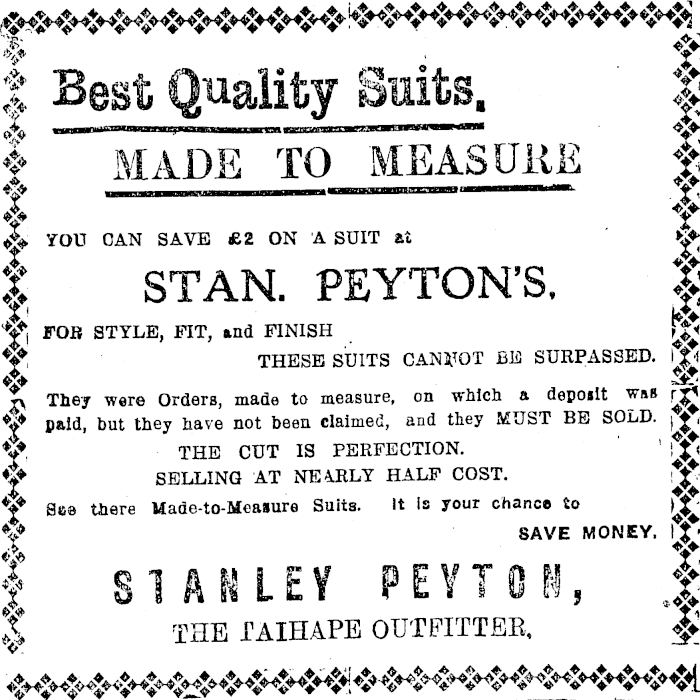 Best Quality Suits.
MADE TO MEASURE
YOU CAN SAVE £2 ON A SUIT at
STAN. PEYTON'S.
FOR STYLE, FIT, and FINISH
THESE SUITS CANNOT BE SURPASSED.
They were Orders, made to measure, on which a deposit was
paid, but they have not been claimed, and they MUST BE SOLD.
THE CUT IS PERFECTION.
SELLING AT NEARLY HALF COST.
See there Made-to-Measure Suits. It is your chance to
SAVE MONEY.
STANLEY PEYTON,
THE TAIHAPE OUTFITTER,